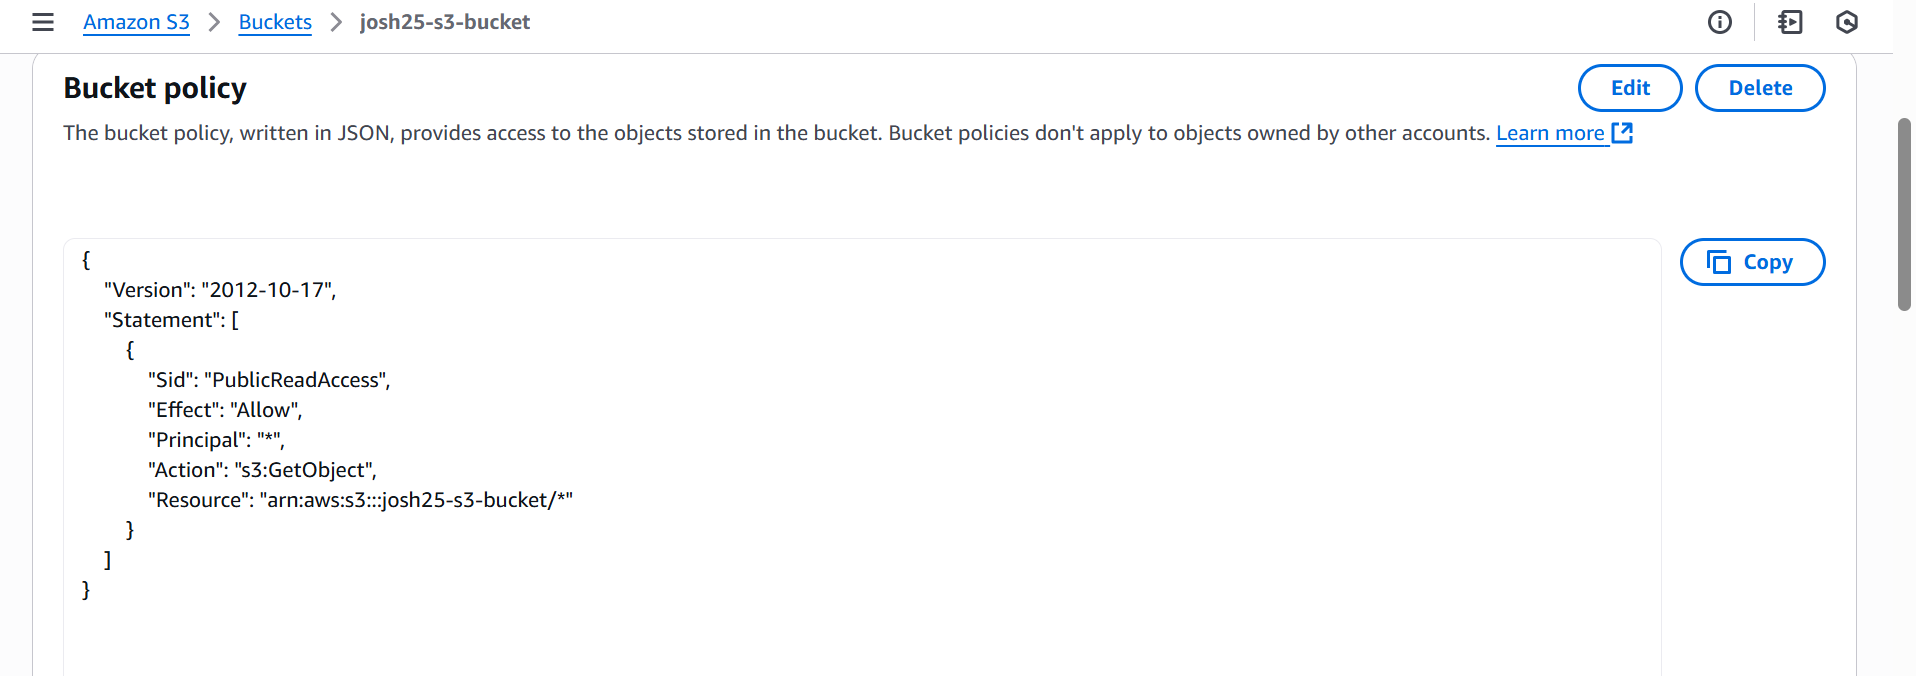 Amazon S3 > Buckets > josh25-s3-bucket
Bucket policy
Edit
Delete
The bucket policy, written in JSON, provides access to the objects stored in the bucket. Bucket policies don't apply to objects owned by other accounts. Learn more
{
    "Version": "2012-10-17",
    "Statement": [
        {
            "Sid": "PublicReadAccess",
            "Effect": "Allow",
            "Principal": "*",
            "Action": "s3:GetObject",
            "Resource": "arn:aws:s3:::josh25-s3-bucket/*"
        }
    ]
}
Copy